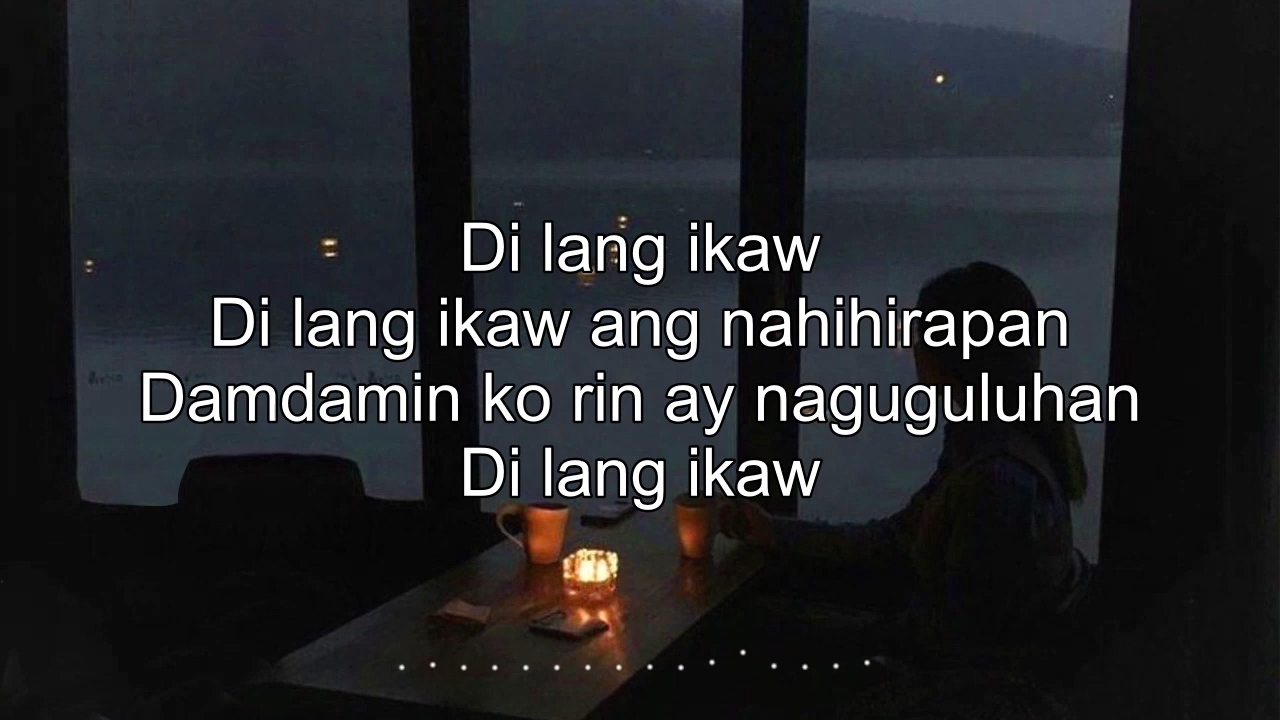 Di lang ikaw
Di lang ikaw ang nahihirapan
Damdamin ko rin ay naguguluhan
Di lang ikaw